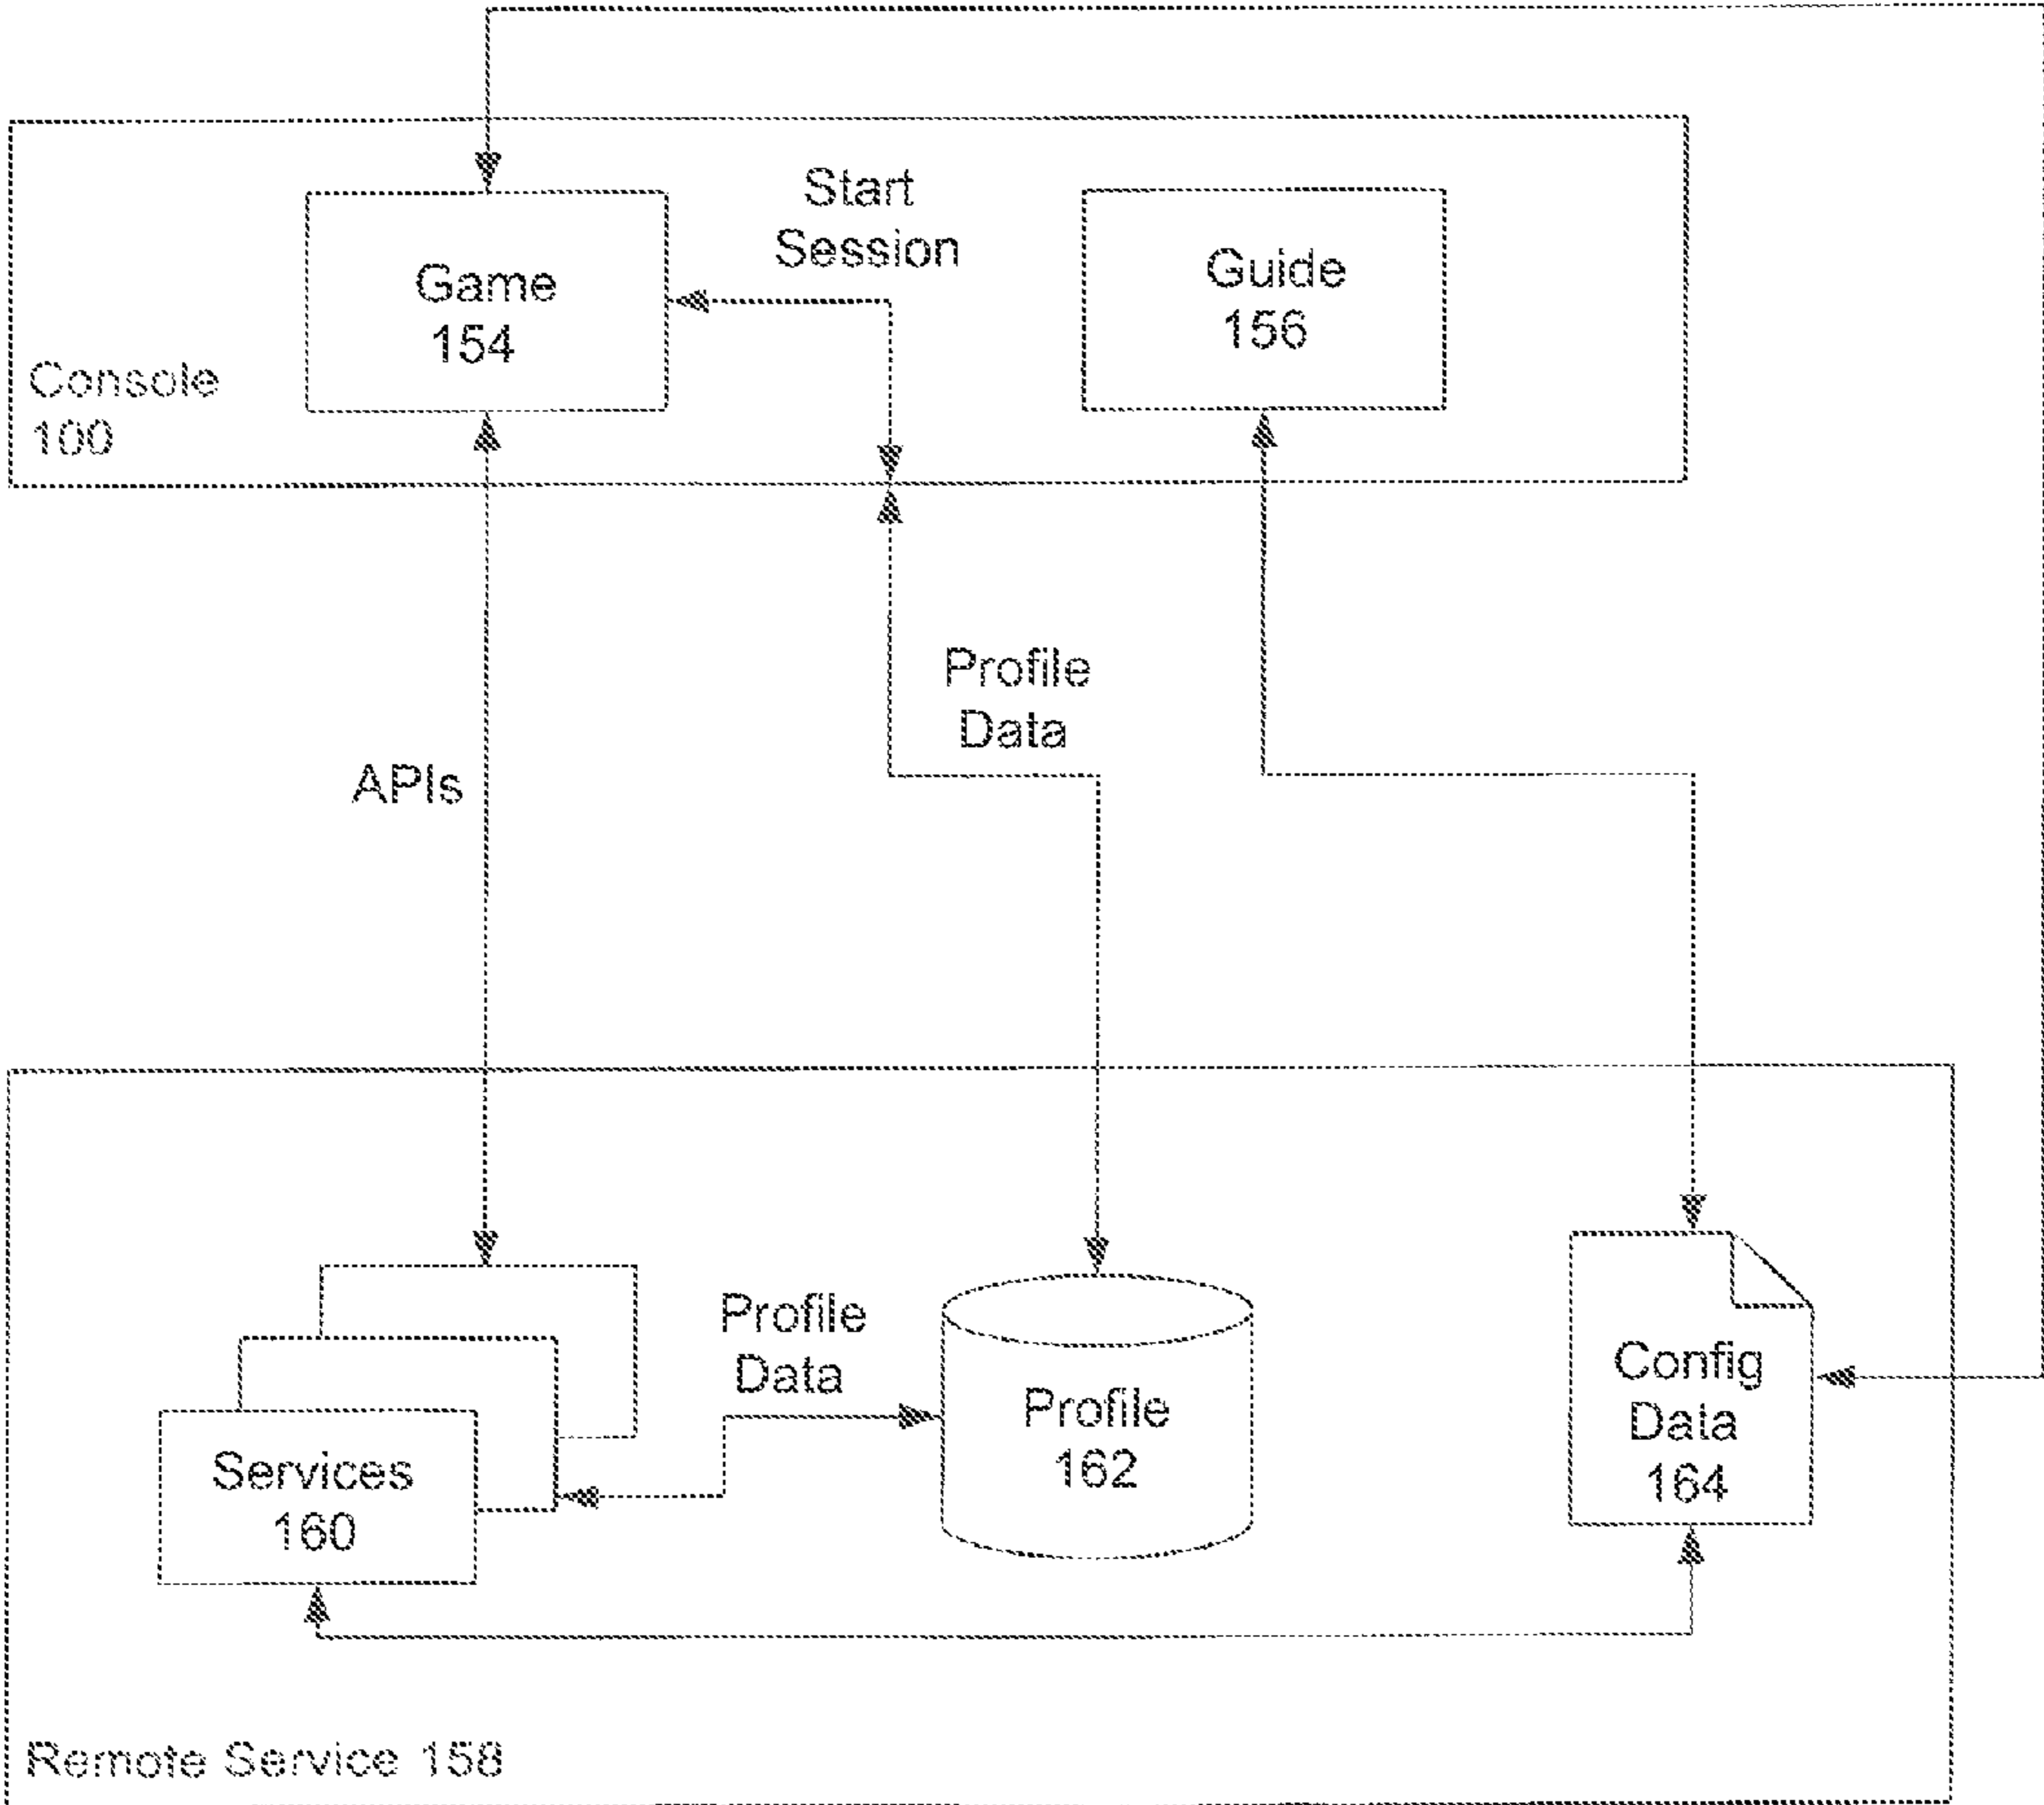 Start
Session
Game
154
Guide
156
Console
100
Profile
Data
APIs
Profile
Data
Services
160
Profile
162
Config
Data
164
Remote Service 158